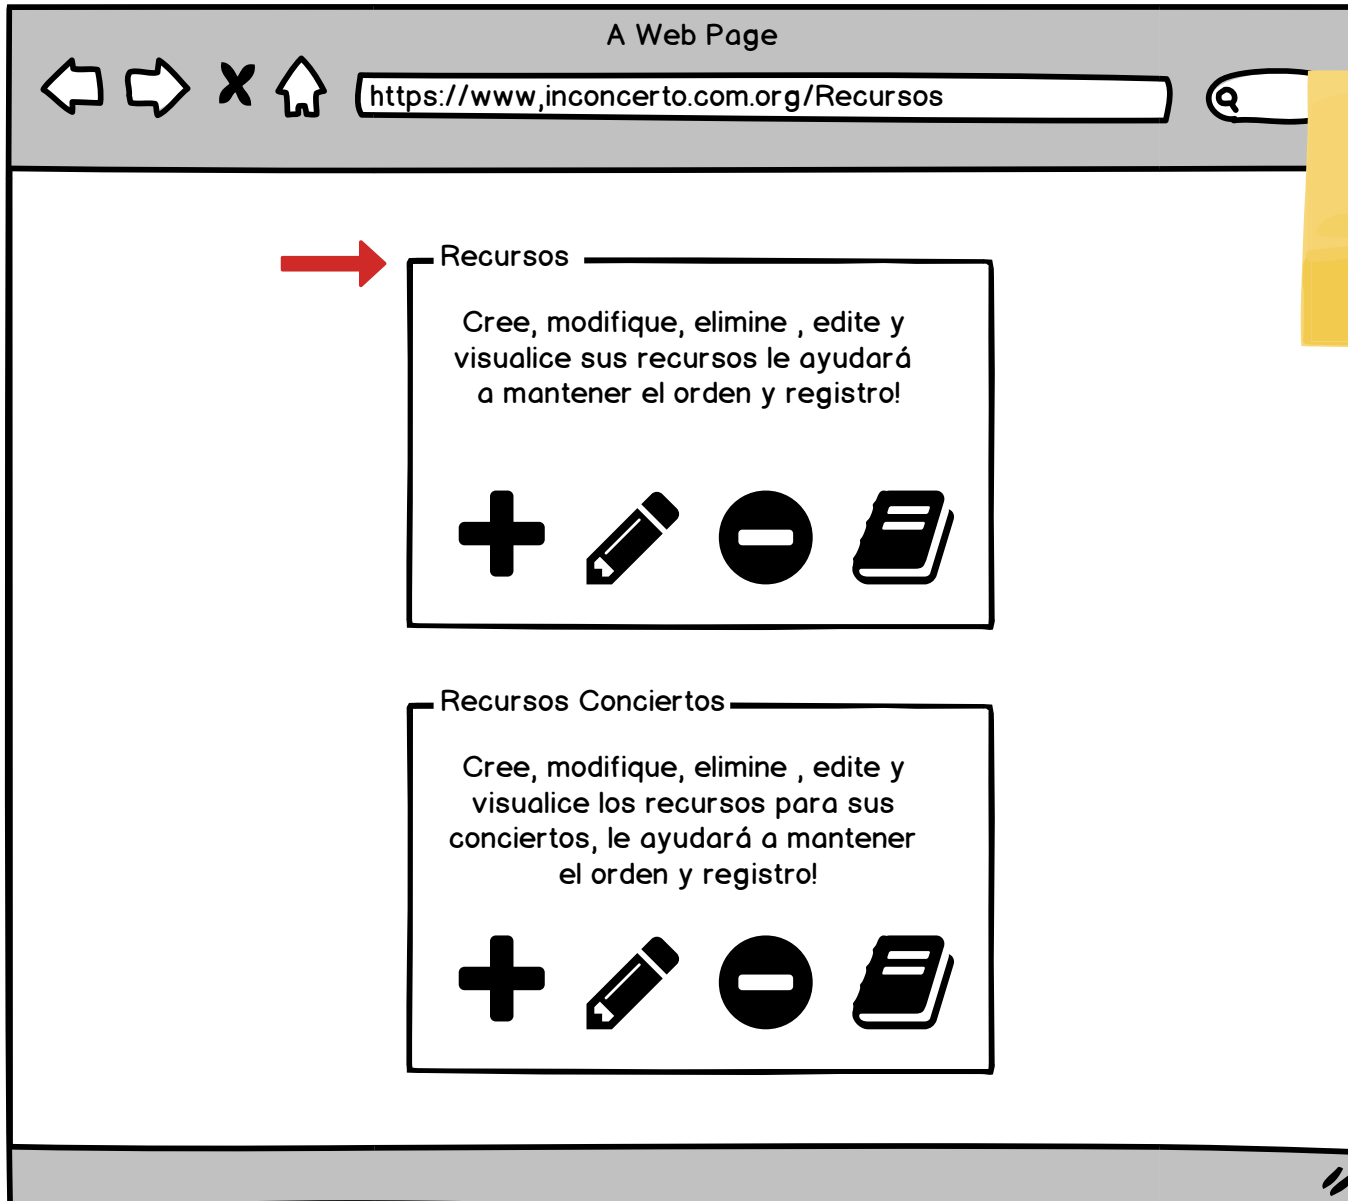 A Web Page
https://www,inconcerto.com.org/Recursos
Recursos
Cree, modifique, elimine , edite y
visualice sus recursos le ayudará
a mantener el orden y registro!
Recursos Conciertos
Cree, modifique, elimine , edite y
visualice los recursos para sus
conciertos, le ayudará a mantener
el orden y registro!